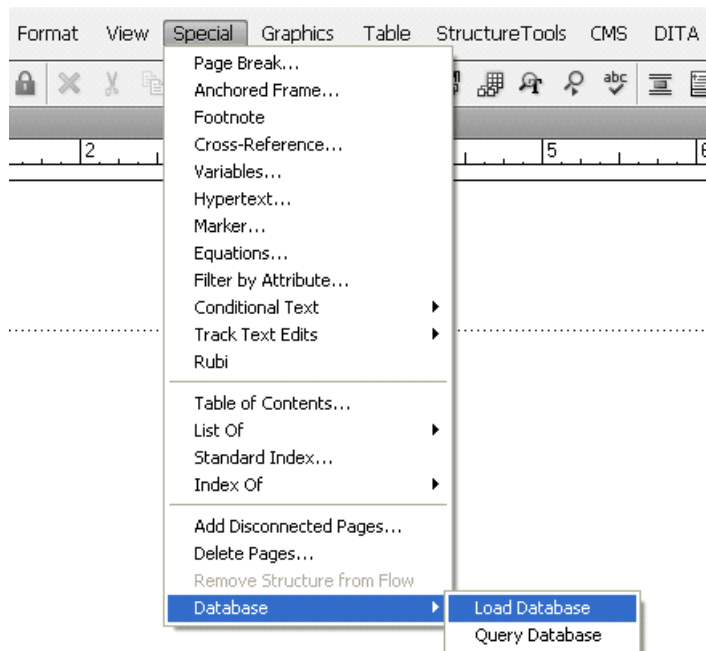 Format View Special Graphics Table StructureTools CMS DITA
Page Break...
Anchored Frame...
Footnote
abc
Cross-Reference...
2 5 6
Variables...
Hypertext...
Marker...
Equations...
Filter by Attribute...
Conditional Text
Track Text Edits
Rubi
Table of Contents...
List Of
Standard Index...
Index Of
Add Disconnected Pages...
Delete Pages...
Remove Structure from Flow
Database Load Database
Query Database